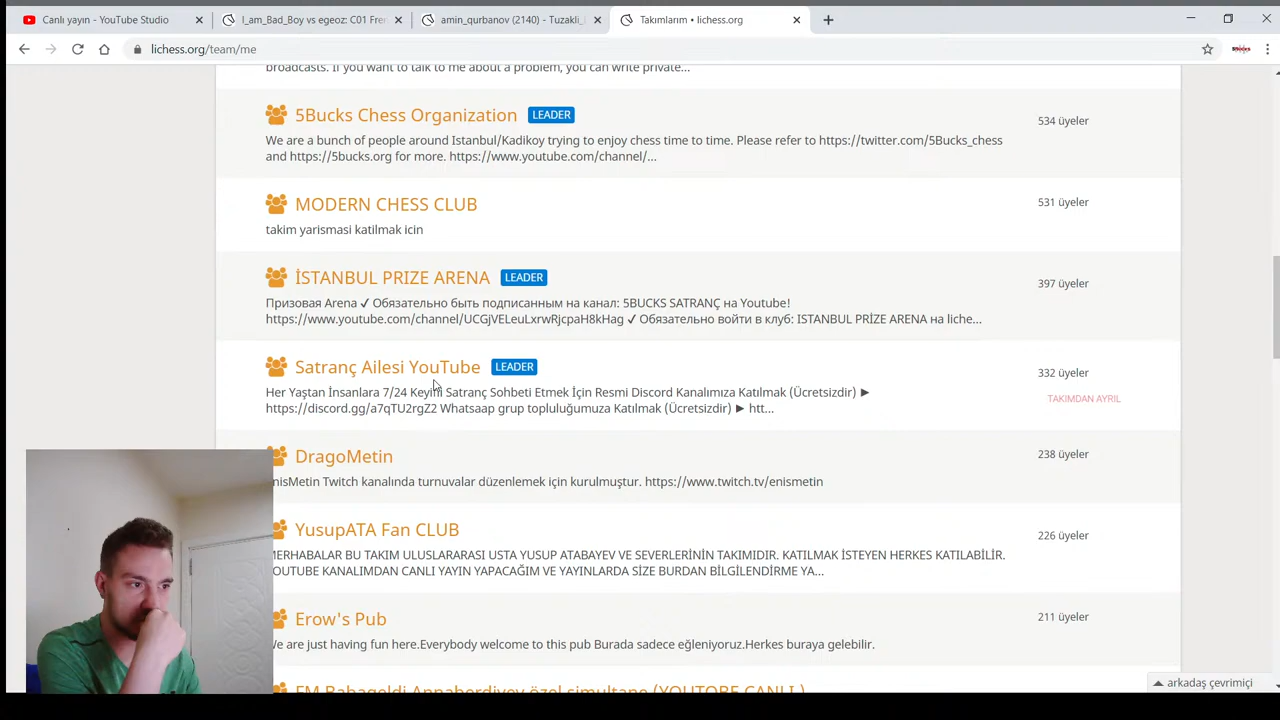 Canlı yayın - YouTube Studio
I_am_Bad_Boy vs egeoz: C01 Fren
amin_qurbanov (2140) - Tuzakli_
Takımlarım • lichess.org
lichess.org/team/me
broadcasts. If you want to talk to me about a problem, you can write private...
5Bucks Chess Organization LEADER
534 üyeler
We are a bunch of people around Istanbul/Kadikoy trying to enjoy chess time to time. Please refer to https://twitter.com/5Bucks_chess
and https://5bucks.org for more. https://www.youtube.com/channel/...
MODERN CHESS CLUB
531 üyeler
takim yarismasi katilmak icin
İSTANBUL PRIZE ARENA LEADER
397 üyeler
Призовая Arena ✓ Обязательно быть подписанным на канал: 5BUCKS SATRANÇ на Youtube!
https://www.youtube.com/channel/UCGjVELeuLxrwRjcpaH8kHag ✓ Обязательно войти в клуб: ISTANBUL PRİZE ARENA на liche...
Satranç Ailesi YouTube LEADER
332 üyeler
Her Yaştan İnsanlara 7/24 Keyifli Satranç Sohbeti Etmek İçin Resmi Discord Kanalımıza Katılmak (Ücretsizdir) ►
TAKIMDAN AYRIL
https://discord.gg/a7qTU2rgZ2 Whatsaap grup topluluğumuza Katılmak (Ücretsizdir) ► htt...
DragoMetin
238 üyeler
nisMetin Twitch kanalında turnuvalar düzenlemek için kurulmuştur. https://www.twitch.tv/enismetin
YusupATA Fan CLUB
226 üyeler
MERHABALAR BU TAKIM ULUSLARARASI USTA YUSUP ATABAYEV VE SEVERLERİNİN TAKIMIDIR. KATILMAK İSTEYEN HERKES KATILABİLİR.
OUTUBE KANALIMDAN CANLI YAYIN YAPACAĞIM VE YAYINLARDA SİZE BURDAN BİLGİLENDİRME YA...
Erow's Pub
211 üyeler
We are just having fun here.Everybody welcome to this pub Burada sadece eğleniyoruz.Herkes buraya gelebilir.
FM Babageldi Annaberdiyev özel simultane (YOUTOBE CANLI )
arkadaş çevrimiçi